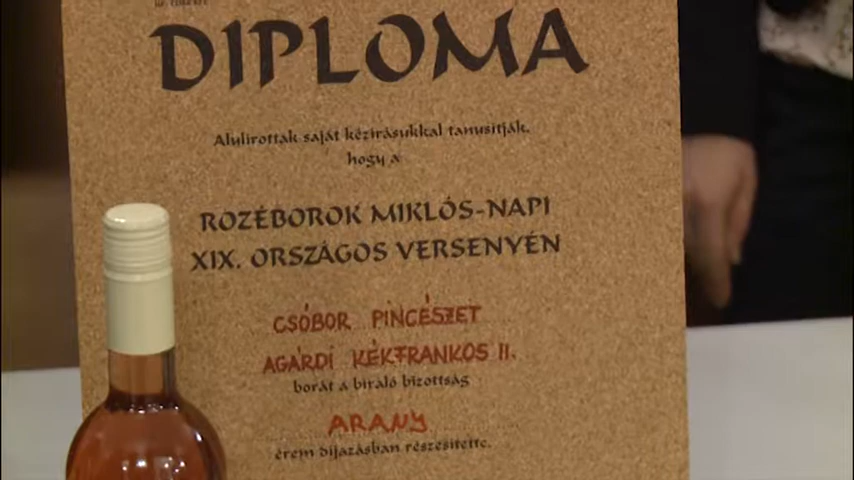 DIPLOMA
Alulírottak saját kézírásukkal tanusítják,
hogy a
ROZÉBOROK MIKLÓS-NAPI
XIX. ORSZÁGOS VERSENYÉN
CSÓBOR PINCÉSZET
AGÁRDI KÉKFRANKOS II.
borát a bíráló bizottság
ARANY
érem díjazásban részesítette.